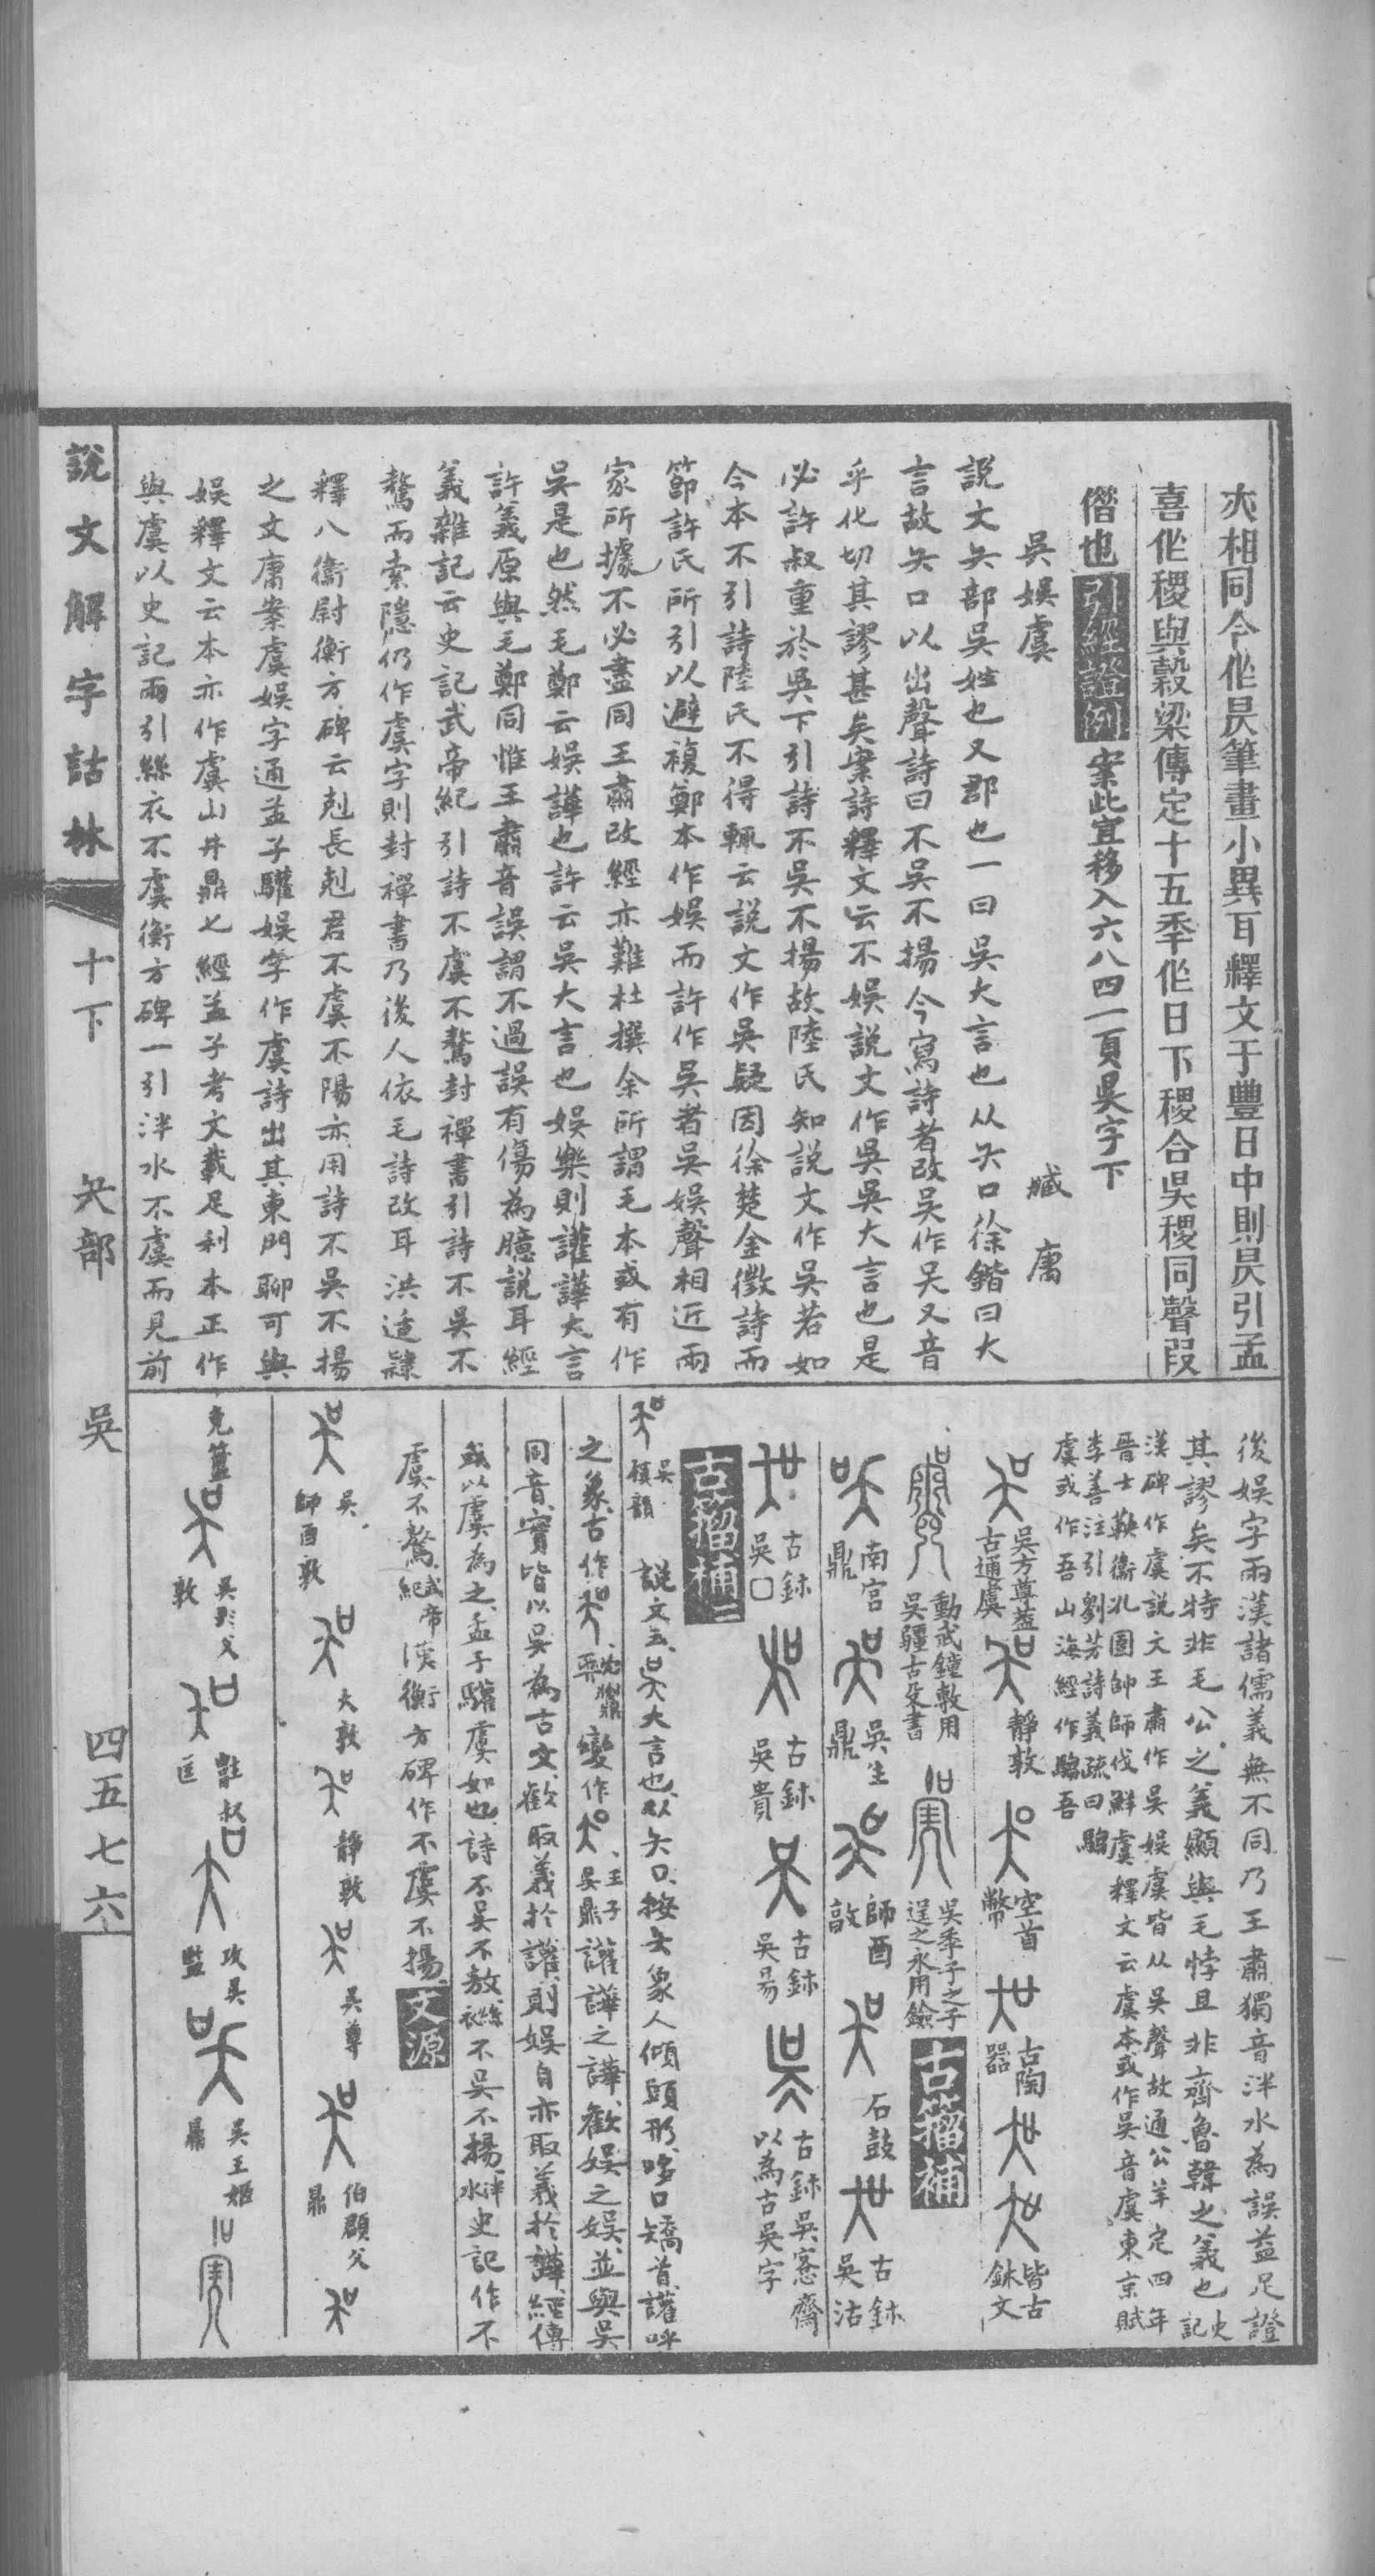 夾相同今作昃筆畫小異耳釋文于豐日中則昃引孟
喜作稷與穀梁傳定十五秊作日下稷合吳稷同聲叚
偺也引經證例案此宜移入六八四一頁昃字下
吳娛虞 臧庸
說文夨部吳姓也又郡也一曰吳大言也从夨口徐鍇曰大
言故夨口以出聲詩曰不吳不揚今寫詩者改吳作吴又音
乎化切其謬甚矣案詩釋文云不娛說文作吳吳大言也是
必許叔重於吳下引詩不吳不揚故陸氏知說文作吳若如
今本不引詩陸氏不得輒云說文作吳疑因徐楚金徵詩而
節許氏所引以避複鄭本作娛而許作吳者吳娛聲相近兩
家所據不必盡同王肅改經亦難杜撰余所謂毛本或有作
吳是也然毛鄭云娛譁也許云吳大言也娛樂則讙譁大言
許義原與毛鄭同惟王肅音誤謂不過誤有傷為臆說耳經
義雜記云史記武帝紀引詩不虞不驁封禪書引詩不吳不
驁而索隱仍作虞字則封禪書乃後人依毛詩改耳洪适隸
釋八衞尉衡方碑云剋長剋君不虞不陽亦用詩不吳不揚
之文庸案虞娛字通孟子驩娛字作虞詩出其東門聊可與
娛釋文云本亦作虞山井鼎七經孟子考文載足利本正作
與虞以史記兩引絲衣不虞衡方碑一引泮水不虞而見前
後娛字兩漢諸儒義無不同乃王肅獨音泮水為誤益足證
其謬矣不特非毛公之義顯與毛悖且非齊魯韓之義也史記
漢碑作虞說文王肅作吳娛虞皆从吳聲故通公羊定四年
晉士鞅衞孔圄帥師伐鮮虞釋文云虞本或作吳音虞東京賦
李善注引劉芳詩義疏曰騶
虞或作吾山海經作騶吾
吳方尊蓋古通虞 靜敦 空首幣 古陶器 皆古鉥文
動武鐘敷用吳疆古文書 吳季子之子逞之永用鐱 古籀補
南宮鼎 吳生鼎 師酉敦 石鼓 古鉥吳沽
古鉥吳□ 古鉥吳貴 古鉥吳昜 古鉥吳愙齋以為古吳字
古籀補二
吳模韻 說文云吳大言也从夨口按夨象人傾頭形哆口矯首讙呼
之象古作 變作 王子吳鼎讙譁之譁歡娛之娛並與吳
同音實皆以吳為古文歡取義於讙則娛自亦取義於譁經傳
或以虞為之孟子驩虞如也詩不吳不敖絲衣不吳不揚泮水史記作不
虞不驁武帝紀漢衡方碑作不虞不揚文源
吳師酉敦 大敦 靜敦 吳尊 伯頵父鼎
免簠 吳彭父敦 匡 攻吳監 吳王姬鼎
說文解字詁林 十下 夨部 吳 四五七六